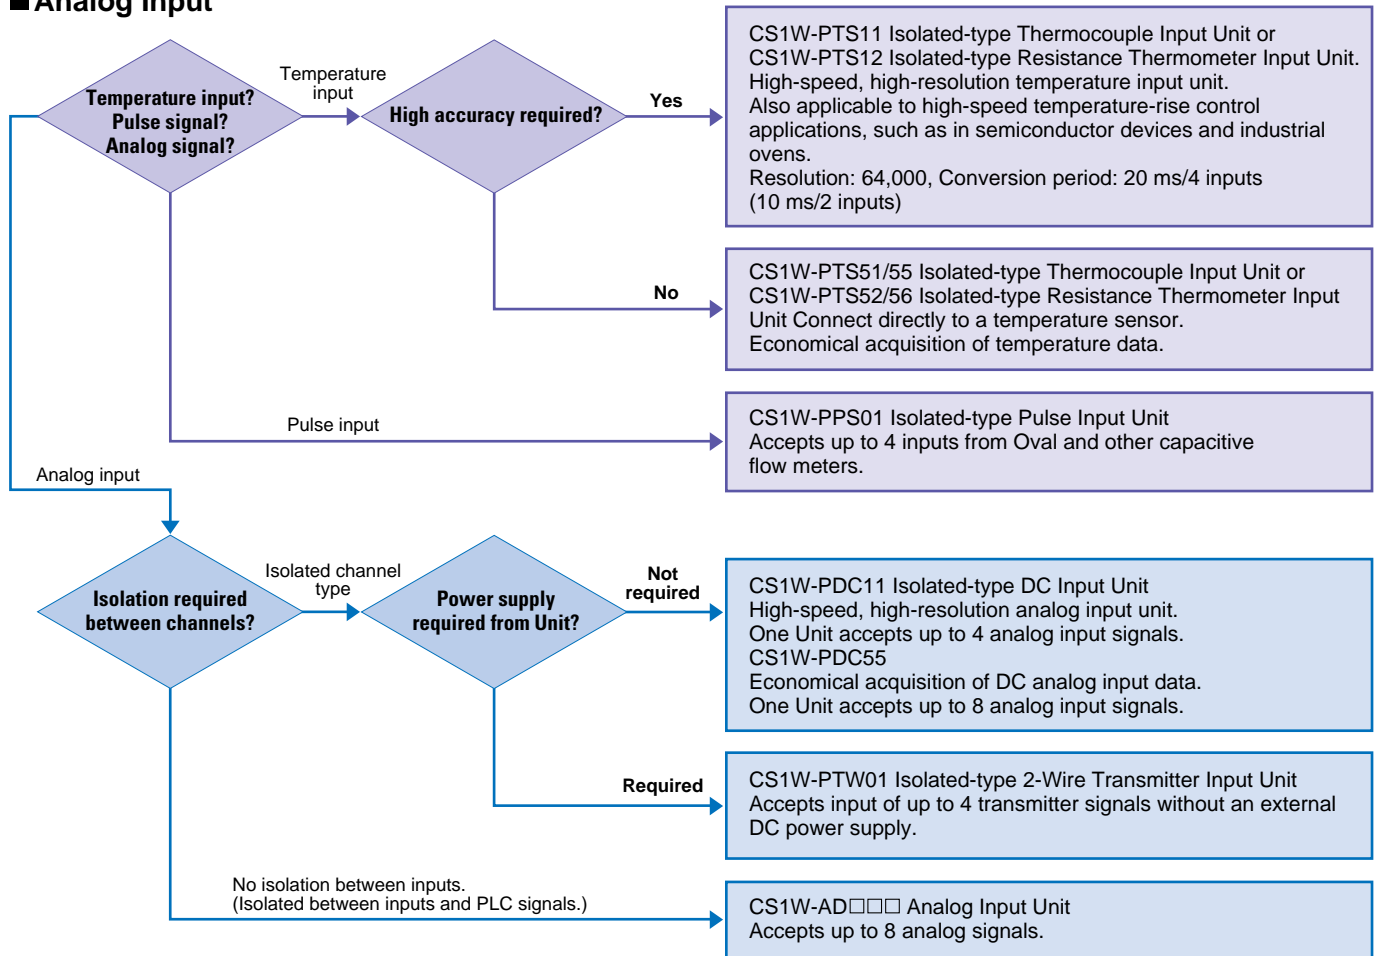 ■Analog Input
Temperature input?
Pulse signal?
Analog signal?
Temperature
input
High accuracy required?
Yes
CS1W-PTS11 Isolated-type Thermocouple Input Unit or
CS1W-PTS12 Isolated-type Resistance Thermometer Input Unit.
High-speed, high-resolution temperature input unit.
Also applicable to high-speed temperature-rise control
applications, such as in semiconductor devices and industrial
ovens.
Resolution: 64,000, Conversion period: 20 ms/4 inputs
(10 ms/2 inputs)
No
CS1W-PTS51/55 Isolated-type Thermocouple Input Unit or
CS1W-PTS52/56 Isolated-type Resistance Thermometer Input
Unit Connect directly to a temperature sensor.
Economical acquisition of temperature data.
Pulse input
CS1W-PPS01 Isolated-type Pulse Input Unit
Accepts up to 4 inputs from Oval and other capacitive
flow meters.
Analog input
Isolation required
between channels?
Isolated channel
type
Power supply
required from Unit?
Not
required
CS1W-PDC11 Isolated-type DC Input Unit
High-speed, high-resolution analog input unit.
One Unit accepts up to 4 analog input signals.
CS1W-PDC55
Economical acquisition of DC analog input data.
One Unit accepts up to 8 analog input signals.
Required
CS1W-PTW01 Isolated-type 2-Wire Transmitter Input Unit
Accepts input of up to 4 transmitter signals without an external
DC power supply.
No isolation between inputs.
(Isolated between inputs and PLC signals.)
CS1W-AD□□□ Analog Input Unit
Accepts up to 8 analog signals.